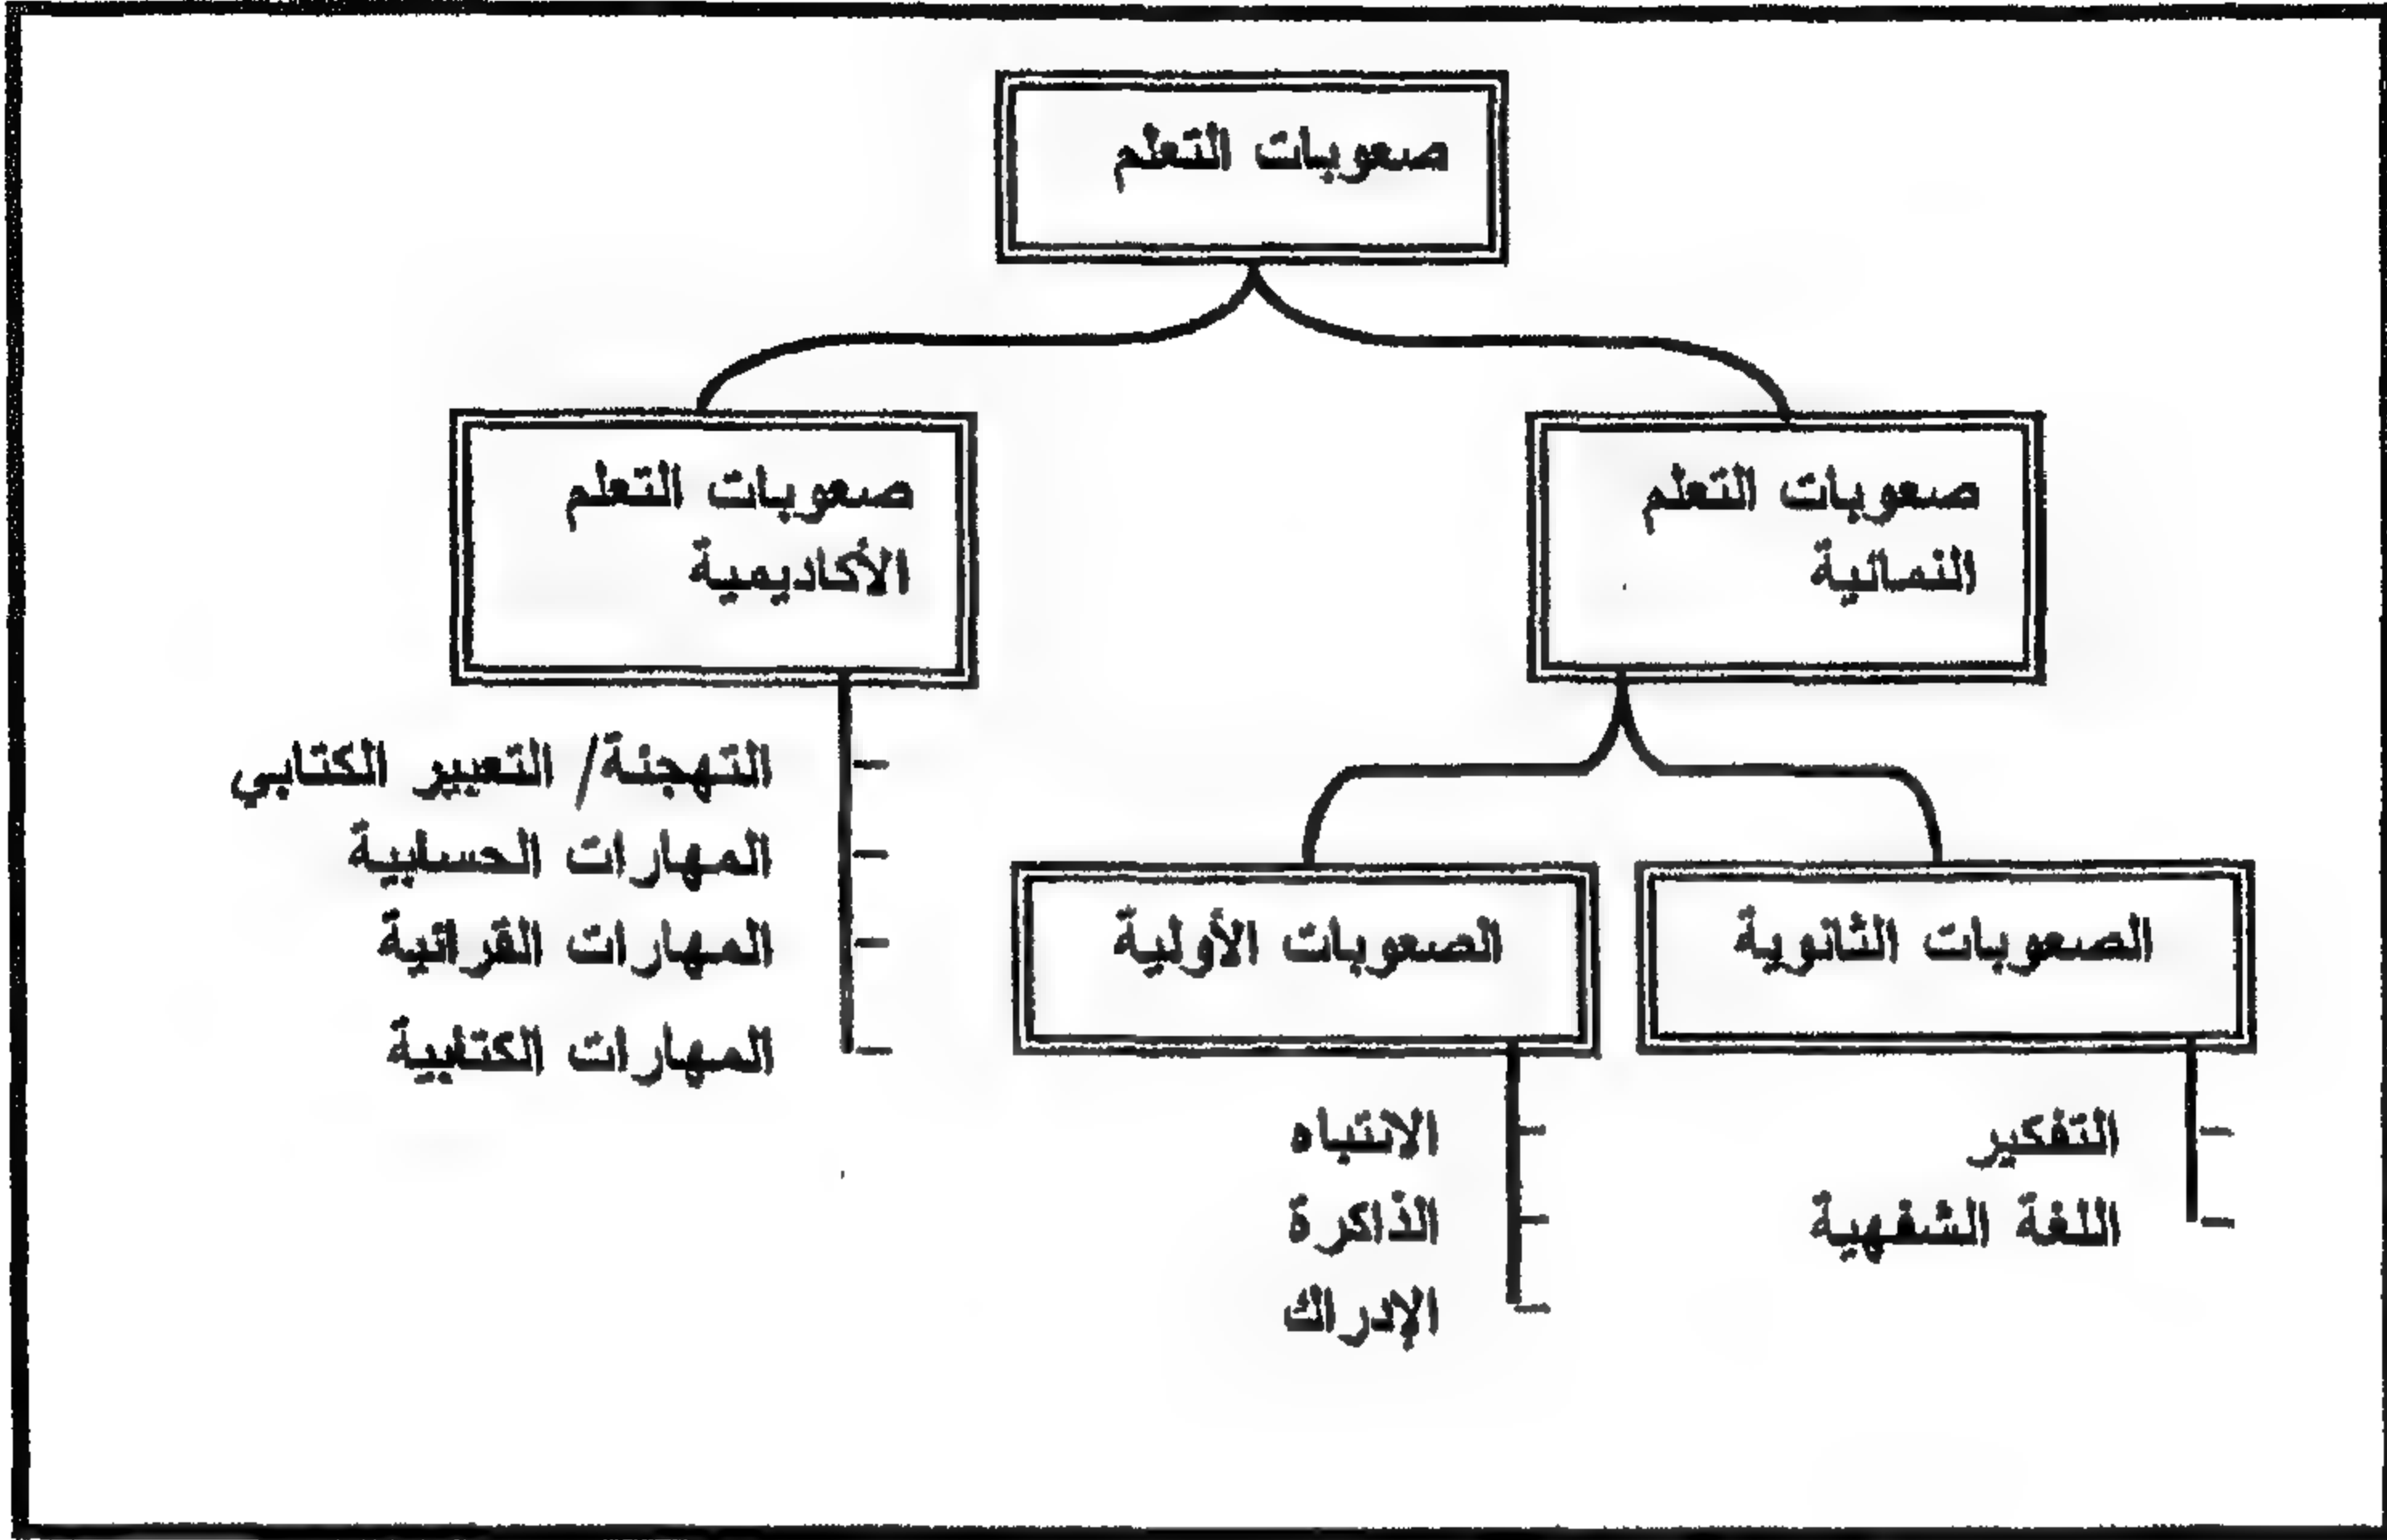 صعوبات التعلم
صعوبات التعلم
النمائية
صعوبات التعلم
الأكاديمية
الصعوبات الثانوية
التفكير
اللغة الشفهية
الصعوبات الأولية
الانتباه
الذاكرة
الإدراك
التهجئة/ التعبير الكتابي
المهارات الحسابية
المهارات القرائية
المهارات الكتابية